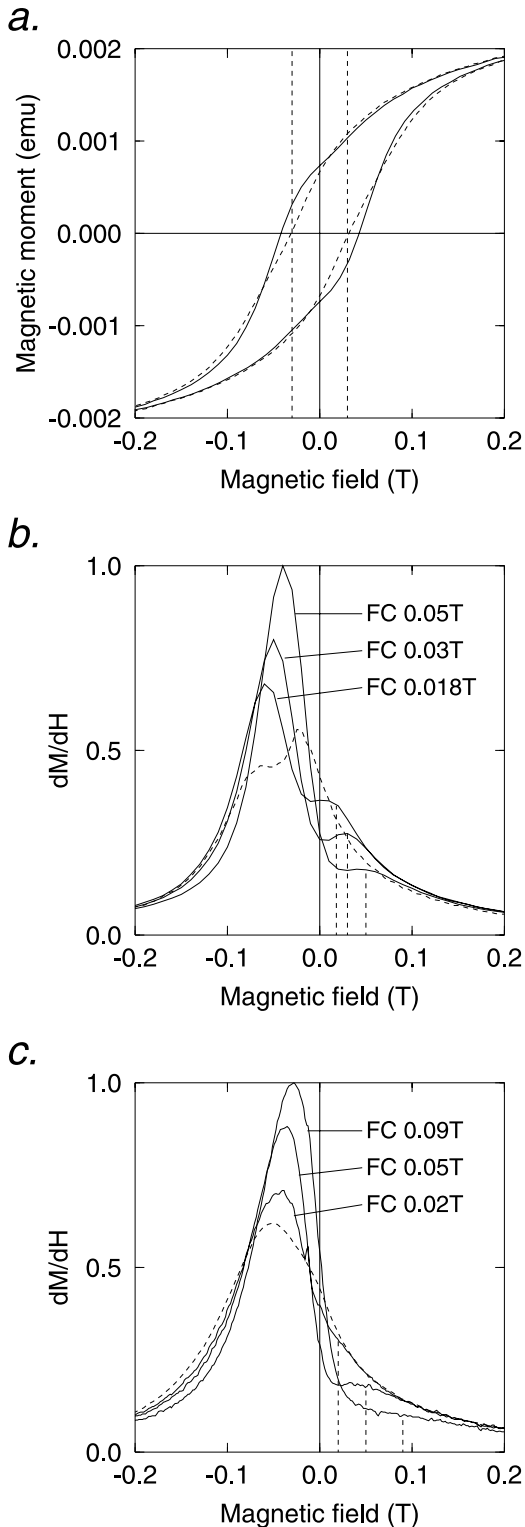 a.
0.002
0.001
0.000
-0.001
-0.002
Magnetic moment (emu)
-0.2 -0.1 0.0 0.1 0.2
Magnetic field (T)
b.
1.0
0.5
0.0
dM/dH
FC 0.05T
FC 0.03T
FC 0.018T
-0.2 -0.1 0.0 0.1 0.2
Magnetic field (T)
c.
1.0
0.5
0.0
dM/dH
FC 0.09T
FC 0.05T
FC 0.02T
-0.2 -0.1 0.0 0.1 0.2
Magnetic field (T)